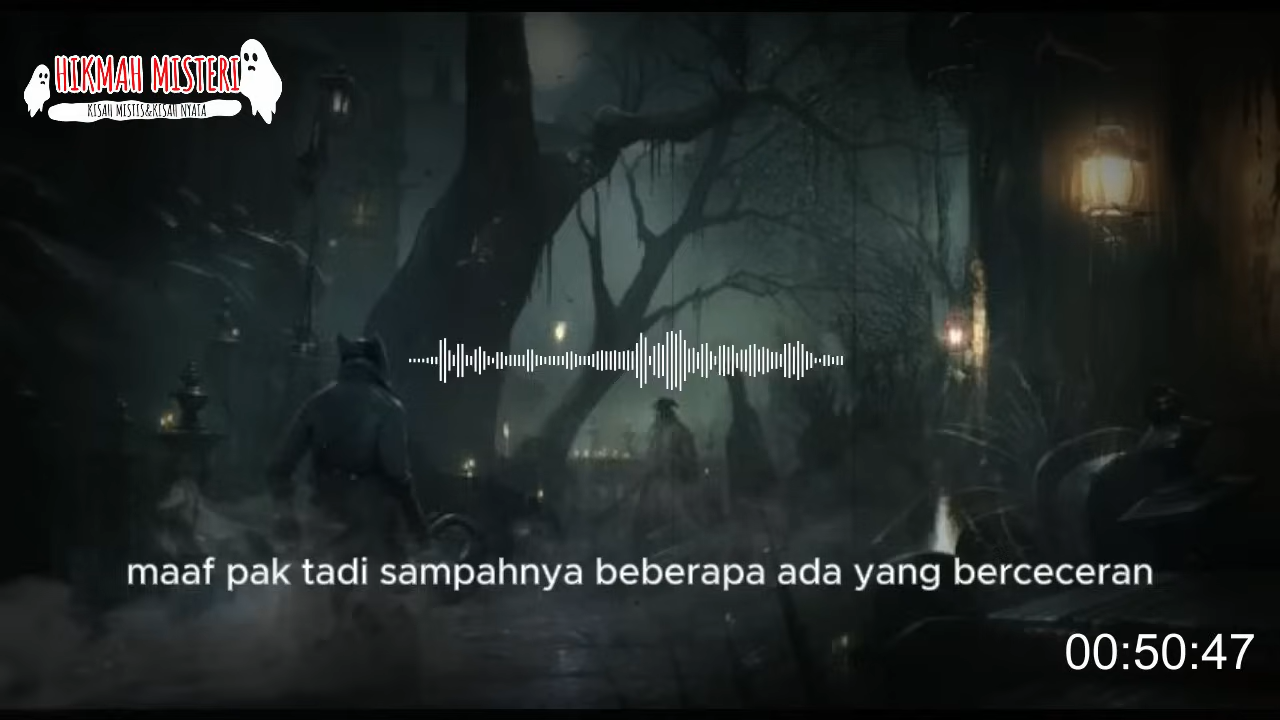 HIKMAH MISTERI
KISAH MISTIS&KISAH NYATA
maaf pak tadi sampahnya beberapa ada yang berceceran
00:50:47